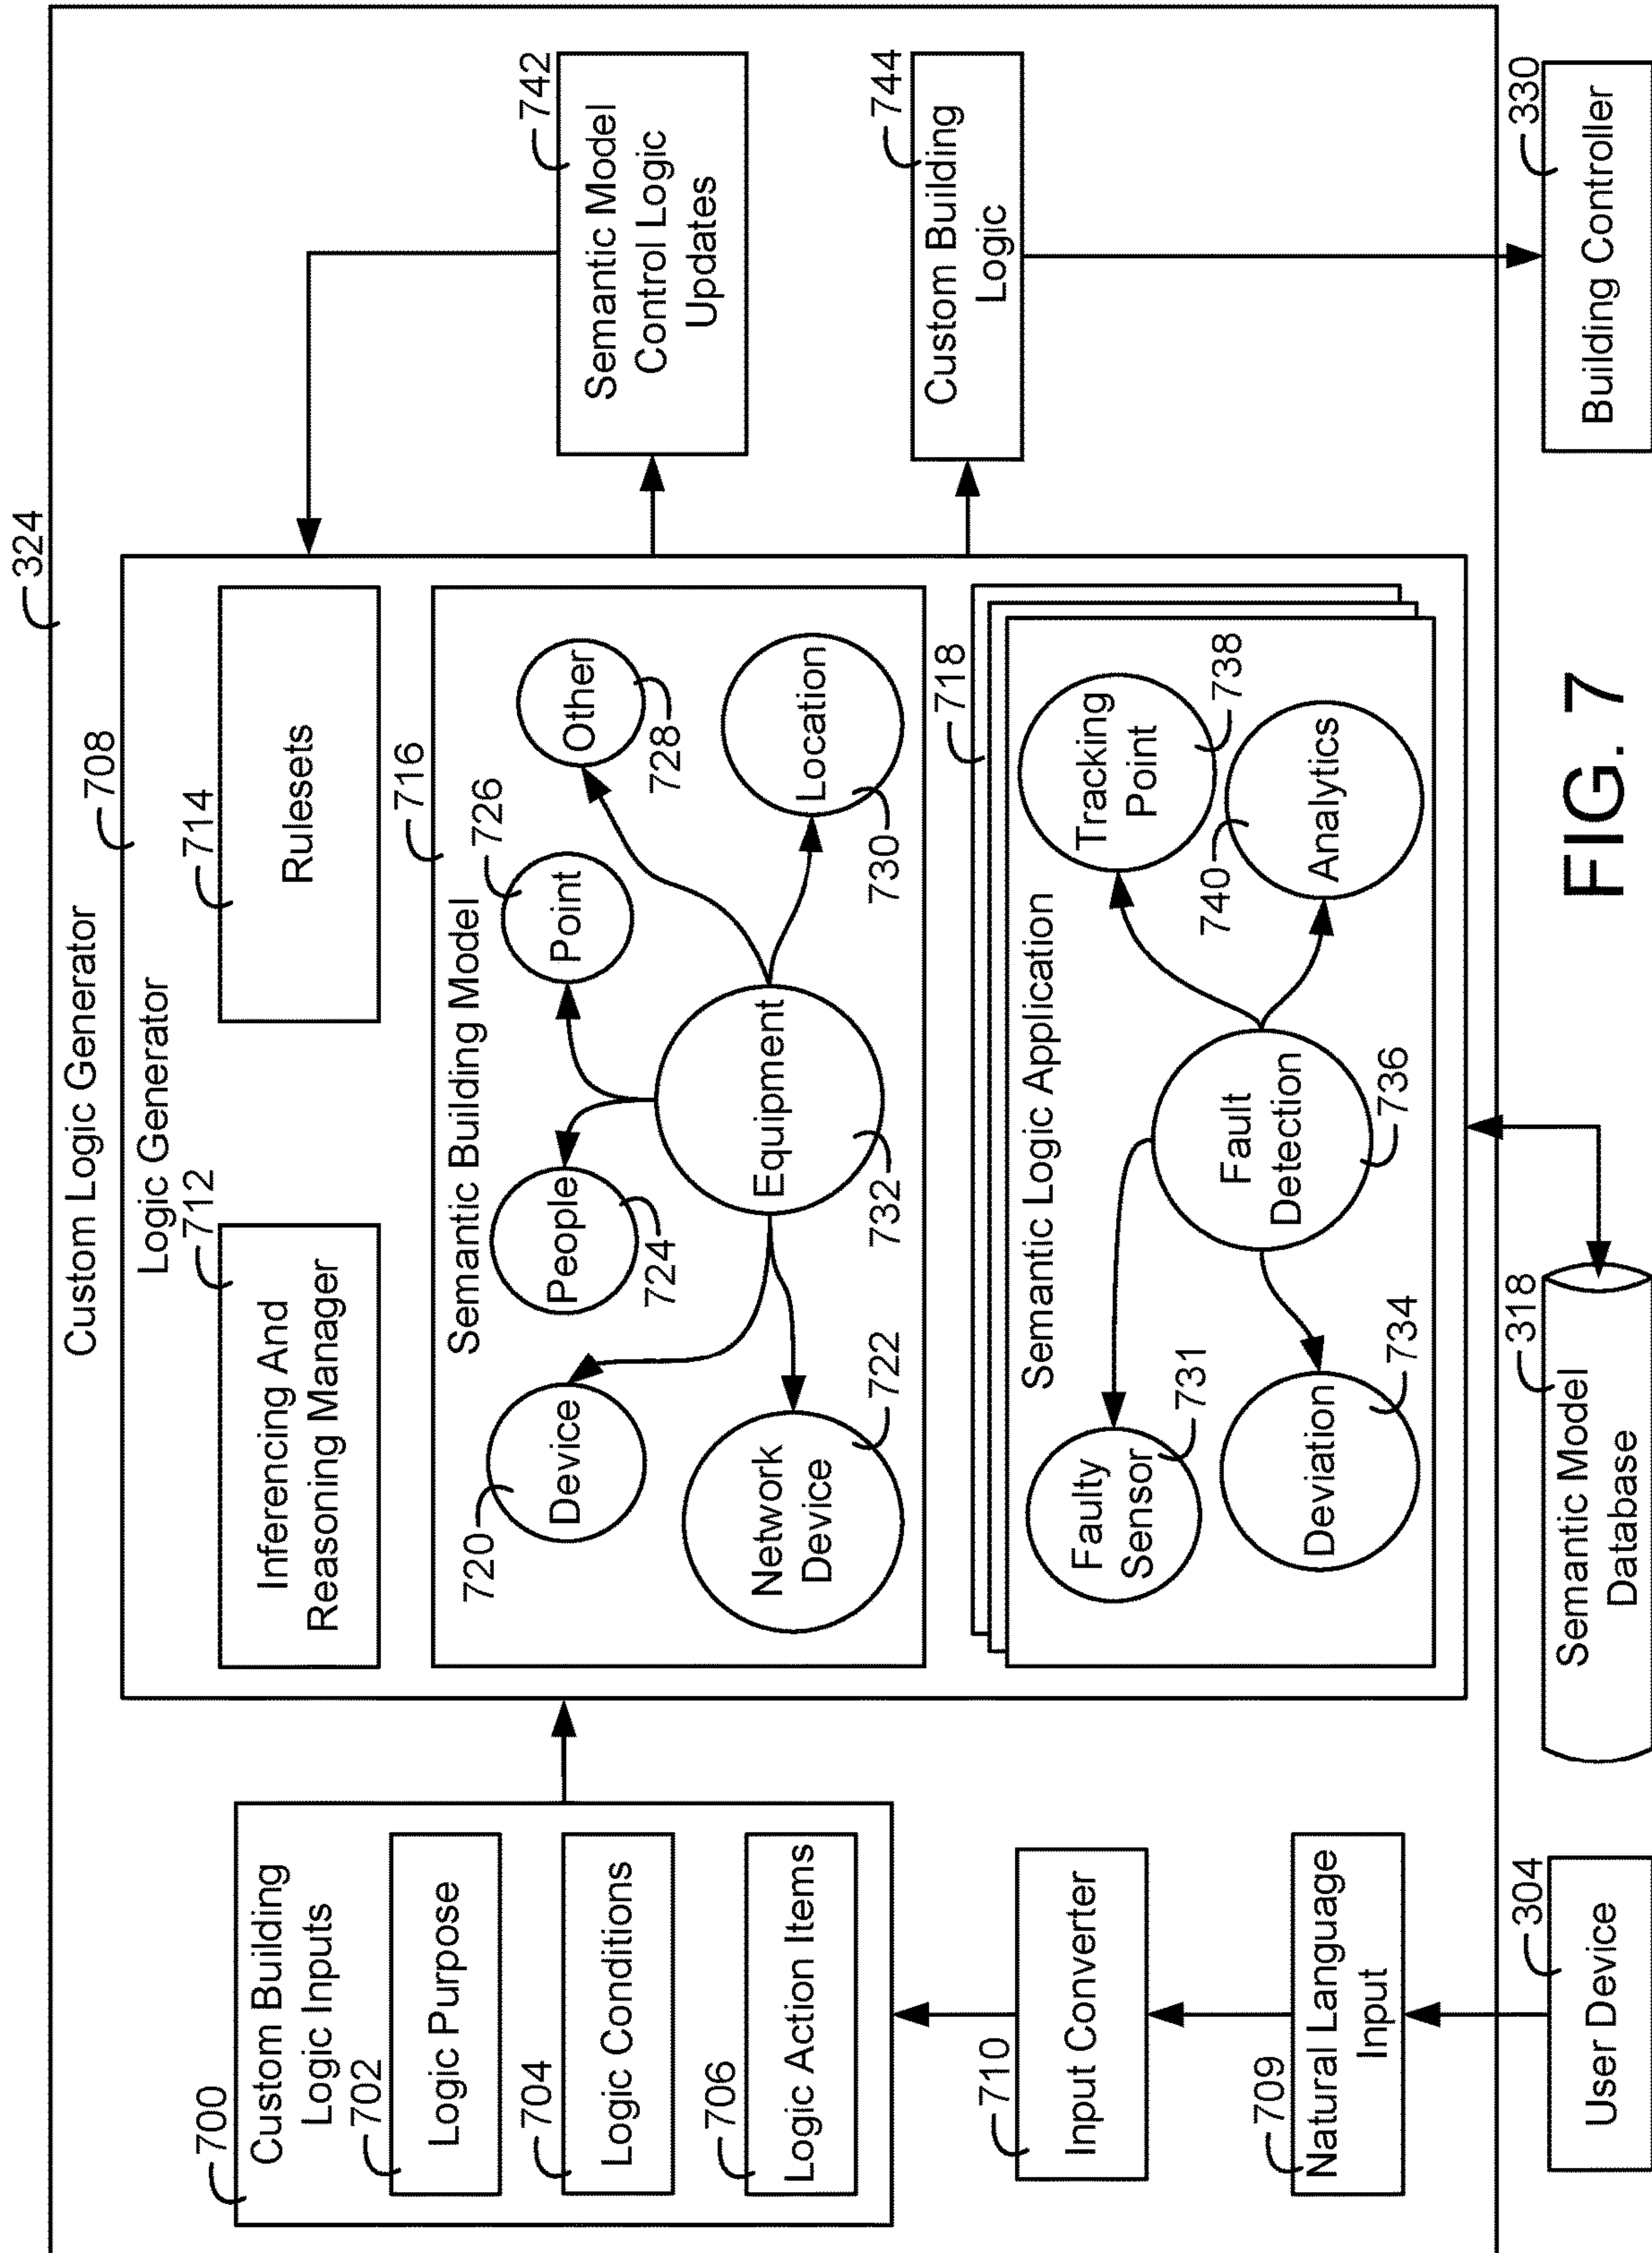 324
Custom Logic Generator
700
Custom Building
Logic Inputs
702
Logic Purpose
704
Logic Conditions
706
Logic Action Items
710
Input Converter
709
Natural Language
Input
304
User Device
708
Logic Generator
712
Inferencing And
Reasoning Manager
714
Rulesets
716
Semantic Building Model
720
Device
722
Network
Device
People
724
726
Point
Other
728
Location
730
Equipment
732
718
Semantic Logic Application
Faulty
Sensor
731
Deviation
734
Fault
Detection
736
Tracking
Point
738
740
Analytics
318
Semantic Model
Database
742
Semantic Model
Control Logic
Updates
744
Custom Building
Logic
330
Building Controller
FIG. 7